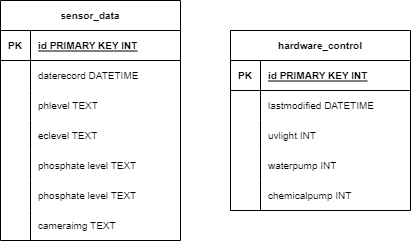 sensor_data
PK id PRIMARY KEY INT
daterecord DATETIME
phlevel TEXT
eclevel TEXT
phosphate level TEXT
phosphate level TEXT
cameraimg TEXT
hardware_control
PK id PRIMARY KEY INT
lastmodified DATETIME
uvlight INT
waterpump INT
chemicalpump INT